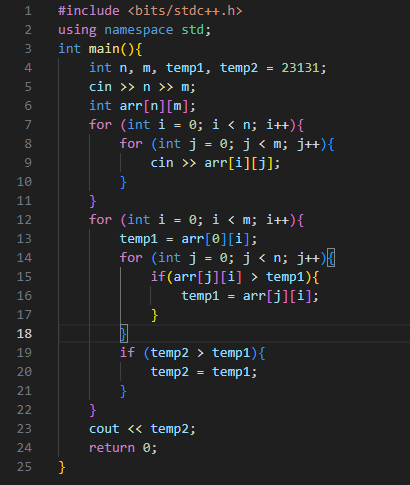 1 #include <bits/stdc++.h>
2 using namespace std;
3 int main(){
4     int n, m, temp1, temp2 = 23131;
5     cin >> n >> m;
6     int arr[n][m];
7     for (int i = 0; i < n; i++){
8         for (int j = 0; j < m; j++){
9             cin >> arr[i][j];
10         }
11     }
12     for (int i = 0; i < m; i++){
13         temp1 = arr[0][i];
14         for (int j = 0; j < n; j++){
15             if(arr[j][i] > temp1){
16                 temp1 = arr[j][i];
17             }
18         }
19         if (temp2 > temp1){
20             temp2 = temp1;
21         }
22     }
23     cout << temp2;
24     return 0;
25 }